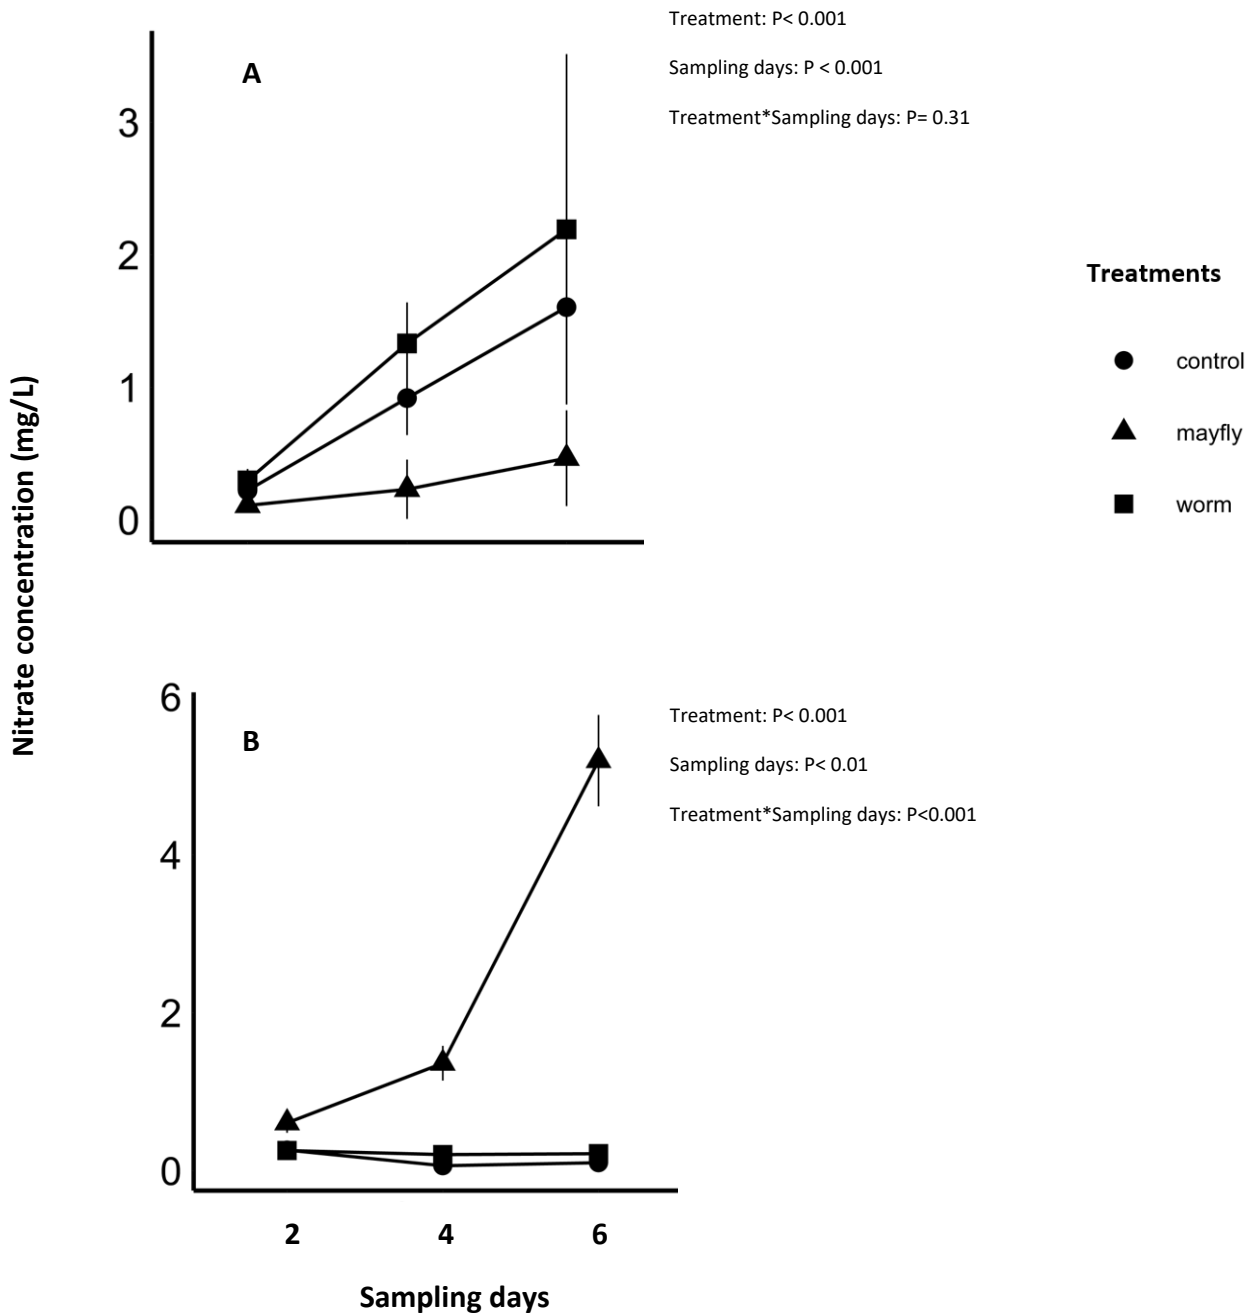 Treatment: P< 0.001
A
Sampling days: P < 0.001
Treatment*Sampling days: P= 0.31
3
2
1
0
Treatments
control
mayfly
worm
Nitrate concentration (mg/L)
6
4
2
0
B
Treatment: P< 0.001
Sampling days: P< 0.01
Treatment*Sampling days: P<0.001
2 4 6
Sampling days